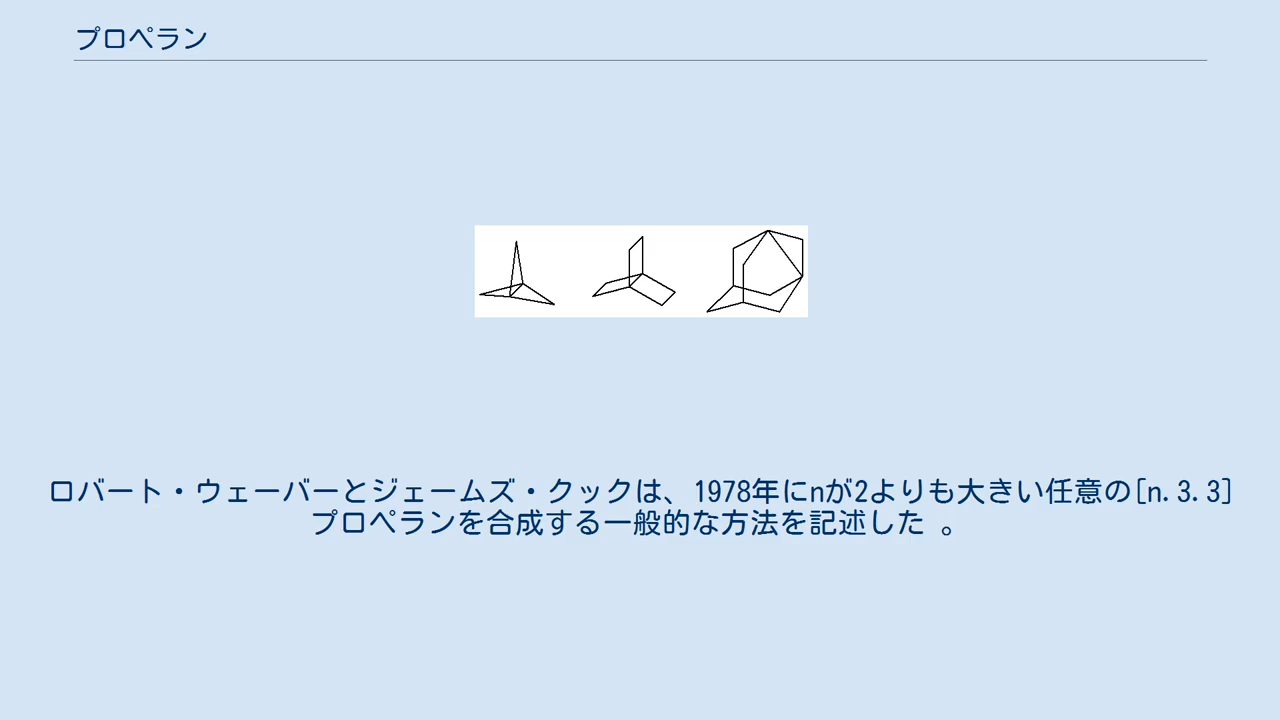 プロペラン
ロバート・ウェーバーとジェームズ・クックは、1978年にnが2よりも大きい任意の[n.3.3]
プロペランを合成する一般的な方法を記述した 。